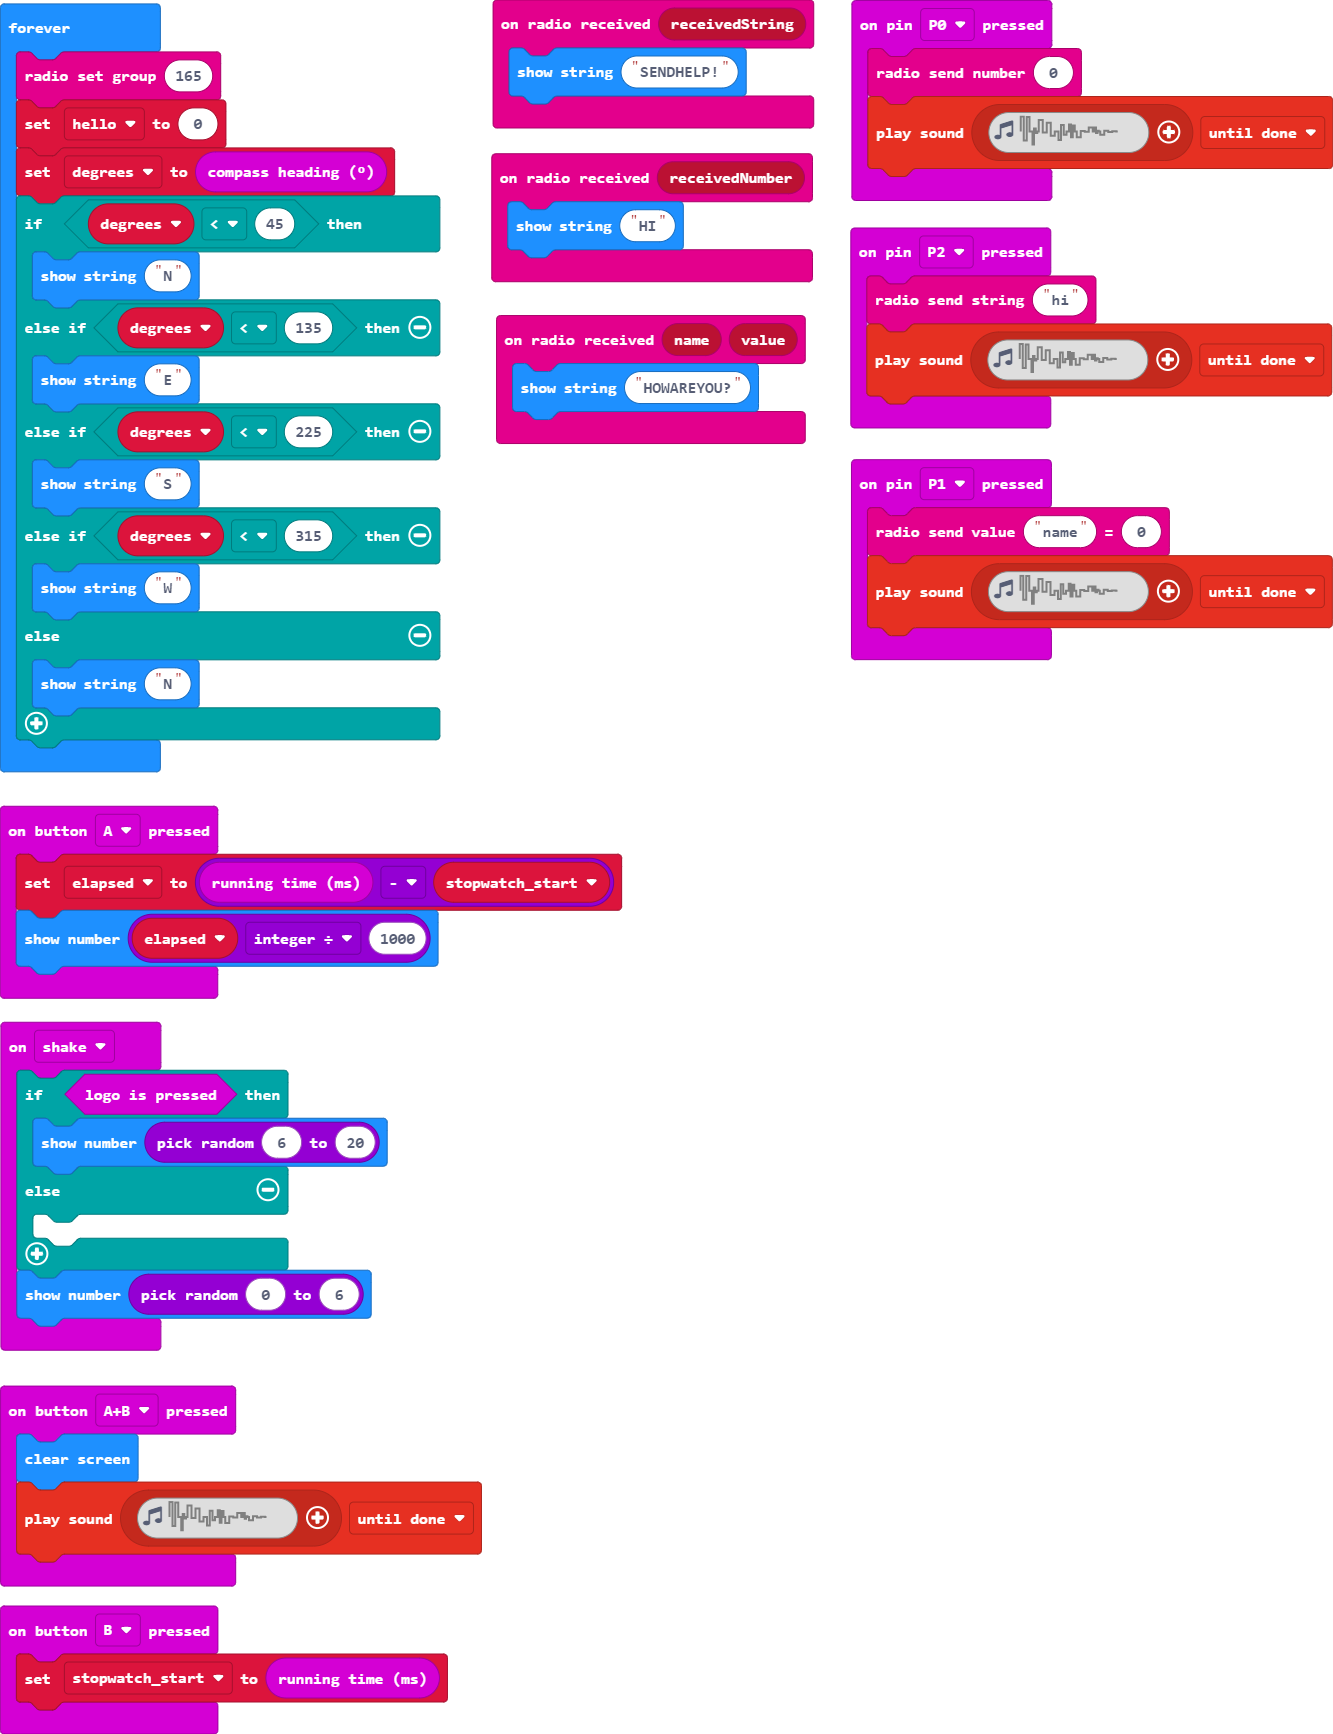 forever
radio set group 165
set hello to 0
set degrees to compass heading (º)
if degrees < 45 then
show string "N"
else if degrees < 135 then
show string "E"
else if degrees < 225 then
show string "S"
else if degrees < 315 then
show string "W"
else
show string "N"
on button A pressed
set elapsed to running time (ms) - stopwatch_start
show number elapsed integer ÷ 1000
on shake
if logo is pressed then
show number pick random 6 to 20
else
show number pick random 0 to 6
on button A+B pressed
clear screen
play sound until done
on button B pressed
set stopwatch_start to running time (ms)
on radio received receivedString
show string "SENDHELP!"
on radio received receivedNumber
show string "HI"
on radio received name value
show string "HOWAREYOU?"
on pin P0 pressed
radio send number 0
play sound until done
on pin P2 pressed
radio send string "hi"
play sound until done
on pin P1 pressed
radio send value "name" = 0
play sound until done